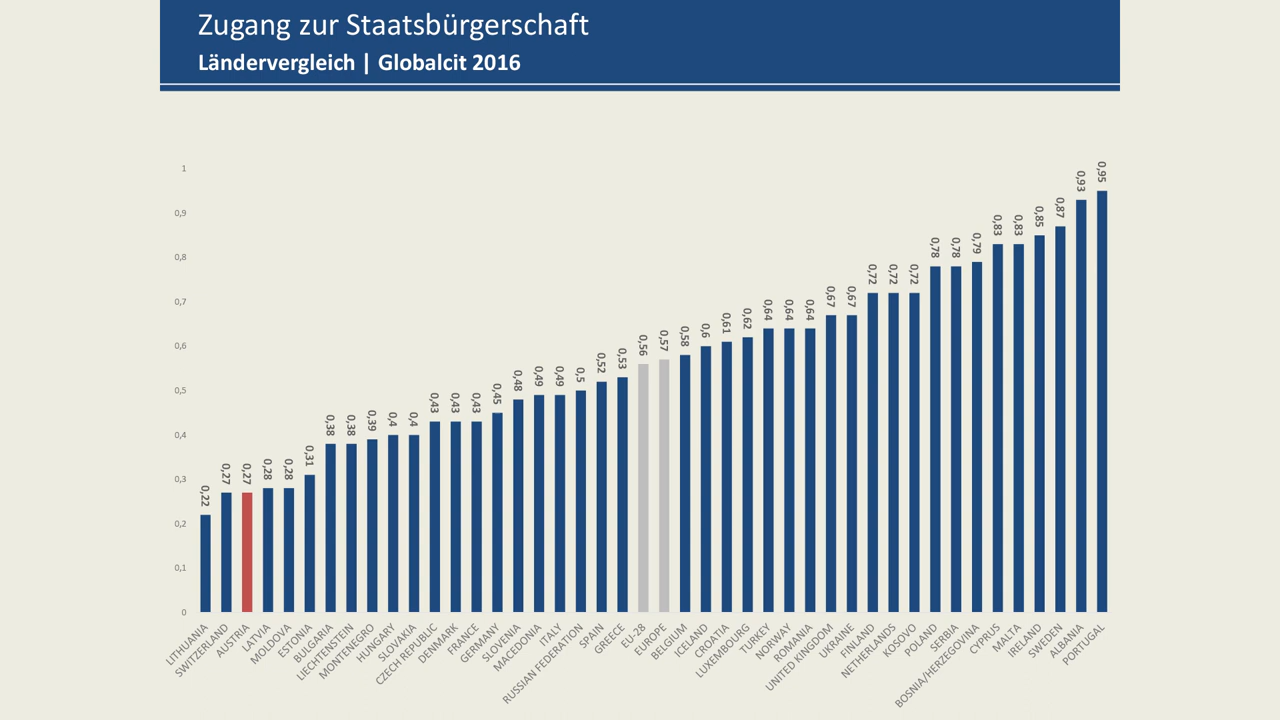 Zugang zur Staatsbürgerschaft
Ländervergleich | Globalcit 2016
1
0,9
0,8
0,7
0,6
0,5
0,4
0,3
0,2
0,1
0
0,22
0,27
0,27
0,28
0,28
0,31
0,38
0,38
0,39
0,4
0,4
0,43
0,43
0,43
0,45
0,48
0,49
0,49
0,5
0,52
0,53
0,56
0,57
0,58
0,6
0,61
0,62
0,64
0,64
0,64
0,67
0,67
0,72
0,72
0,72
0,78
0,78
0,79
0,83
0,83
0,85
0,87
0,93
0,95
LITHUANIA
SWITZERLAND
AUSTRIA
LATVIA
MOLDOVA
ESTONIA
BULGARIA
LIECHTENSTEIN
MONTENEGRO
HUNGARY
SLOVAKIA
CZECH REPUBLIC
DENMARK
FRANCE
GERMANY
SLOVENIA
MACEDONIA
ITALY
RUSSIAN FEDERATION
SPAIN
GREECE
EU-28
EUROPE
BELGIUM
ICELAND
CROATIA
LUXEMBOURG
TURKEY
NORWAY
ROMANIA
UNITED KINGDOM
UKRAINE
FINLAND
NETHERLANDS
KOSOVO
POLAND
SERBIA
BOSNIA/HERZEGOVINA
CYPRUS
MALTA
IRELAND
SWEDEN
ALBANIA
PORTUGAL